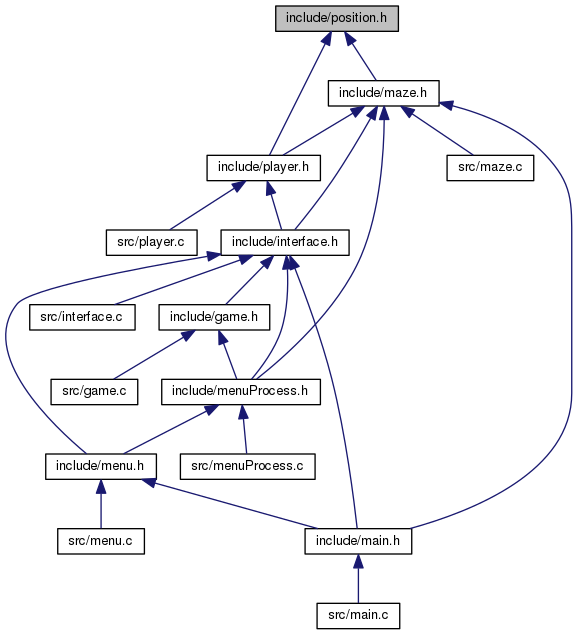 include/position.h
include/maze.h
include/player.h
src/maze.c
src/player.c
include/interface.h
src/interface.c
include/game.h
src/game.c
include/menuProcess.h
include/menu.h
src/menuProcess.c
src/menu.c
include/main.h
src/main.c